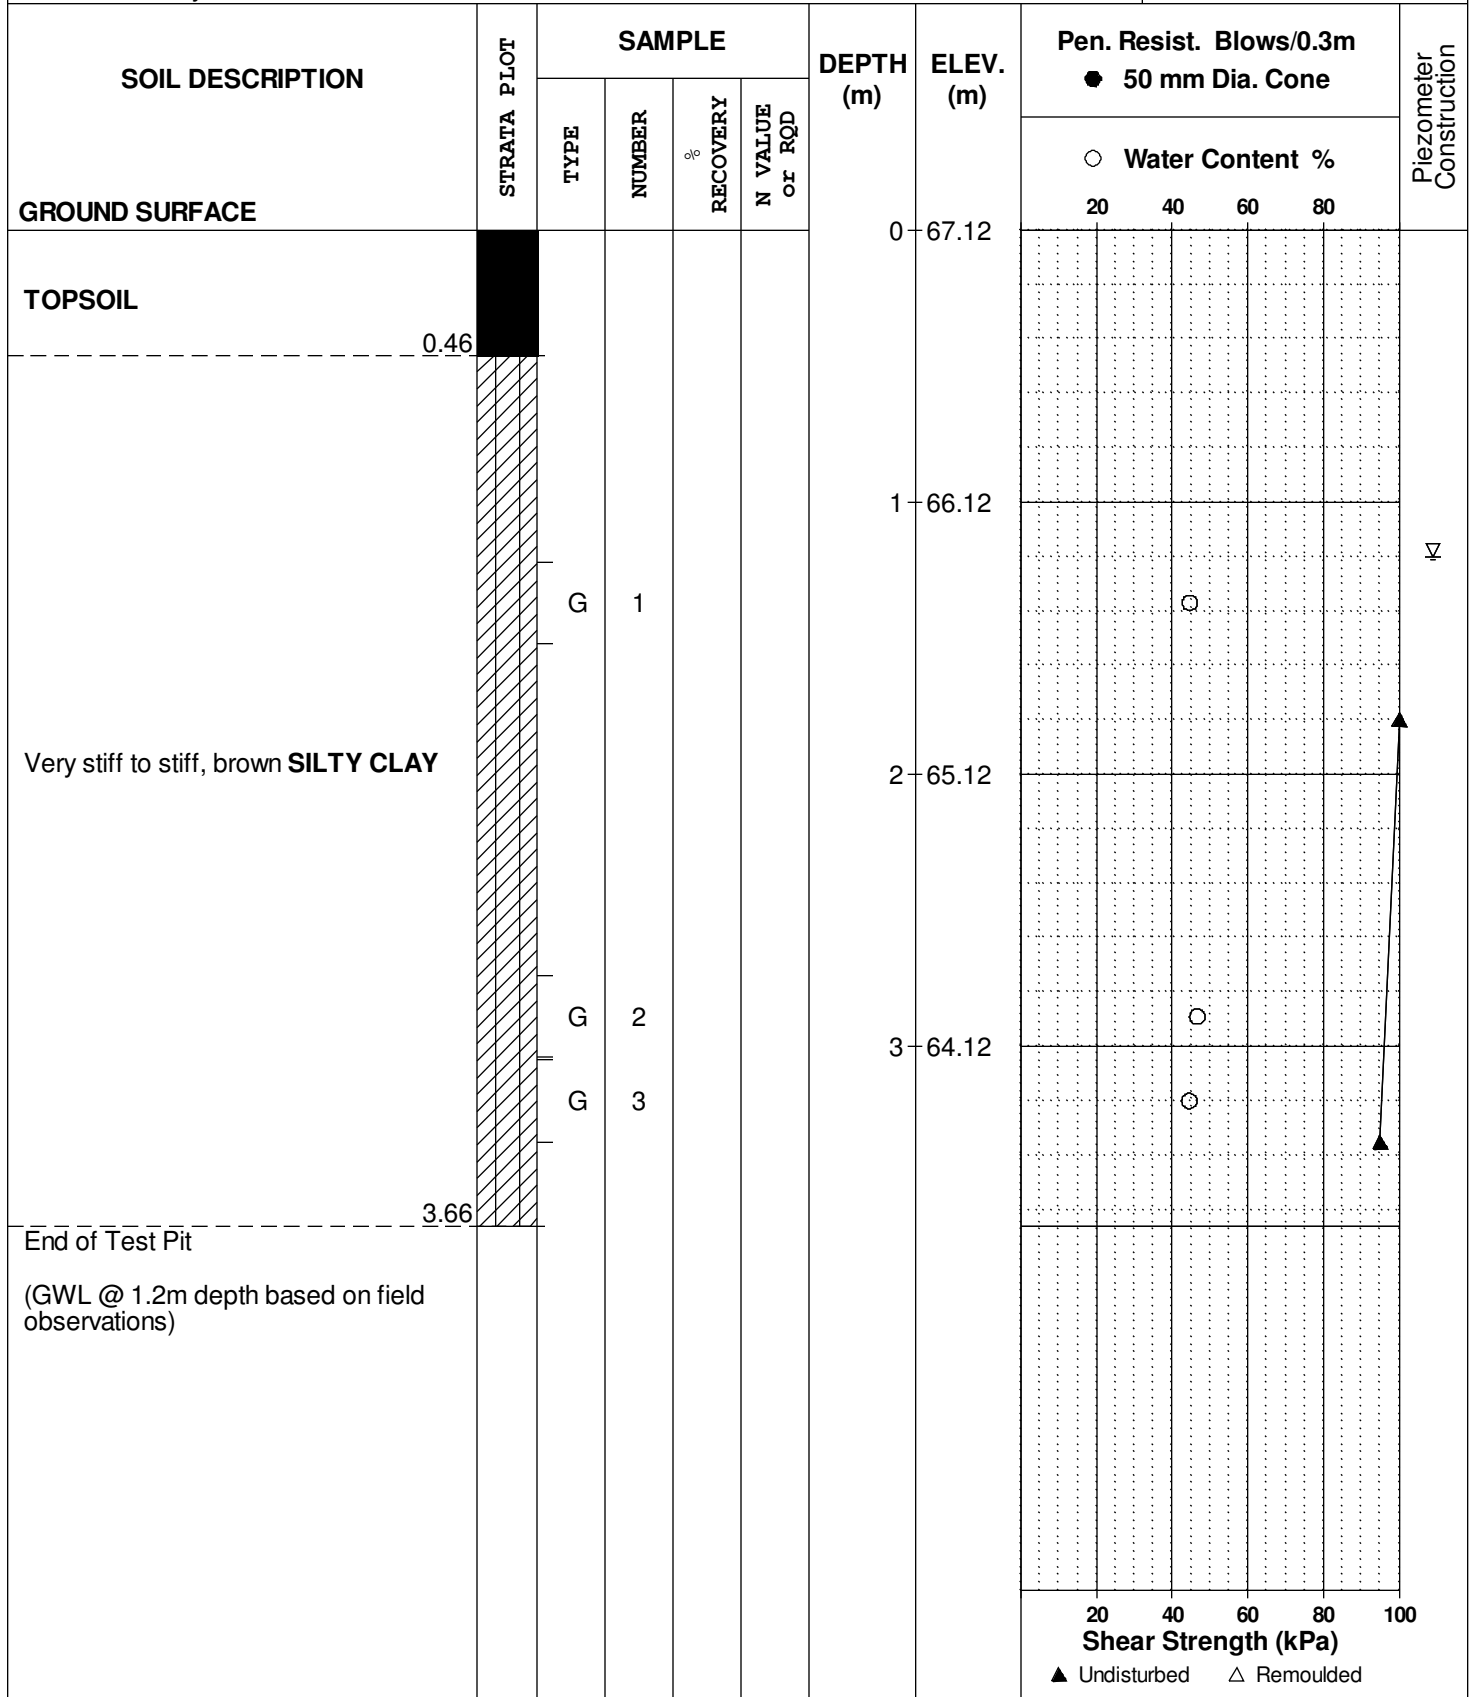 SOIL DESCRIPTION
GROUND SURFACE
STRATA PLOT
SAMPLE
TYPE
NUMBER
%
RECOVERY
N VALUE
or RQD
DEPTH
(m)
ELEV.
(m)
Pen. Resist. Blows/0.3m
● 50 mm Dia. Cone
○ Water Content %
20 40 60 80
Piezometer
Construction
0 67.12
TOPSOIL
0.46
1 66.12
G 1
Very stiff to stiff, brown SILTY CLAY
2 65.12
G 2
3 64.12
G 3
3.66
End of Test Pit
(GWL @ 1.2m depth based on field
observations)
20 40 60 80 100
Shear Strength (kPa)
▲ Undisturbed △ Remoulded